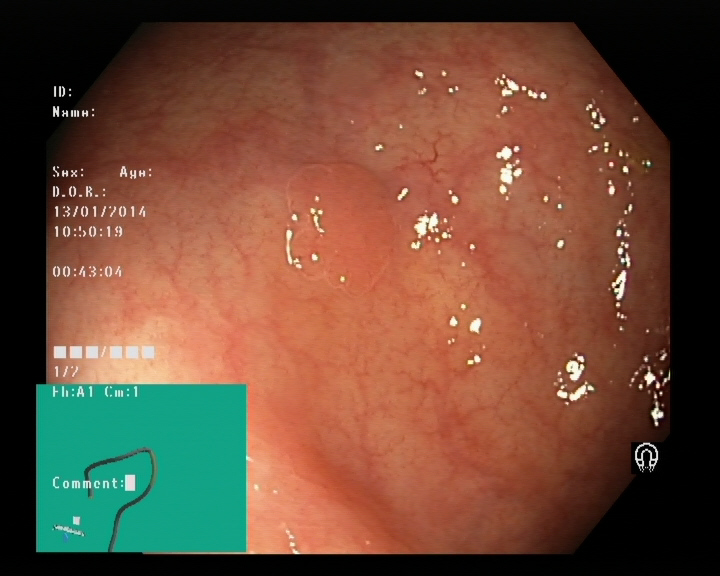 ID:
Name:
Sex: Age:
D.O.B.:
13/01/2014
10:50:19
00:43:04
■■■/■■■
1/2
Eh:A1 Cm:1
Comment: